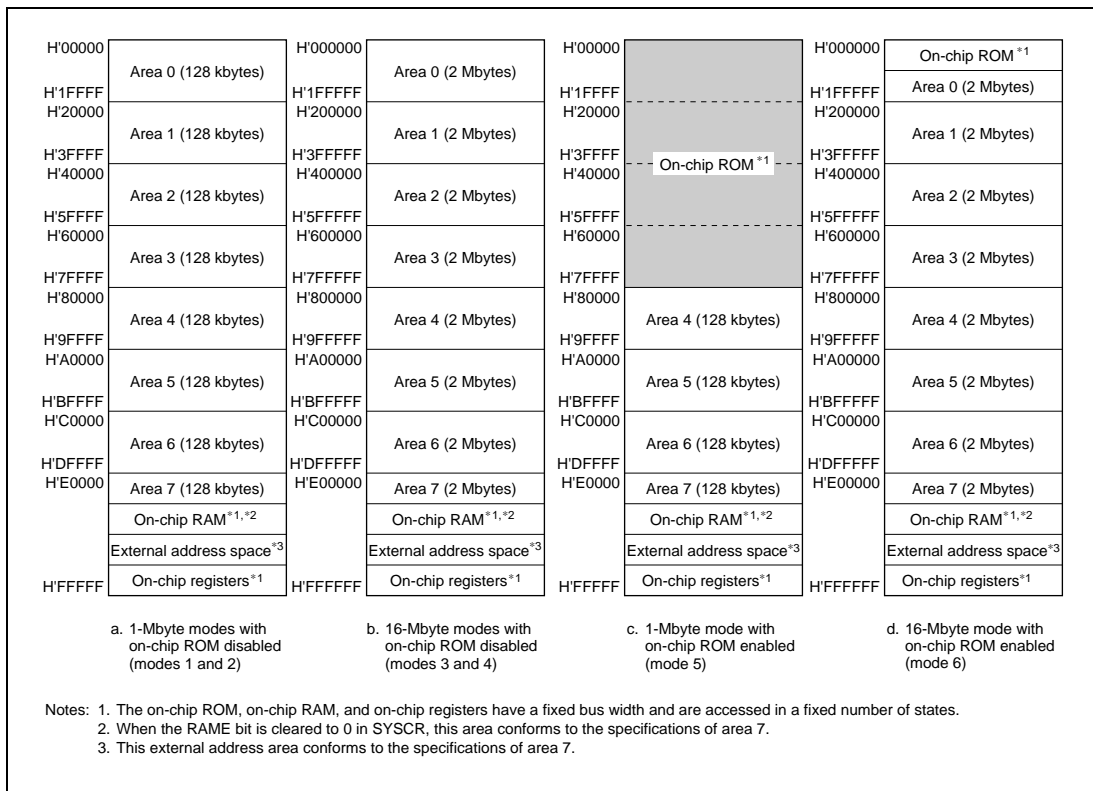 H'00000
Area 0 (128 kbytes)
H'1FFFF
H'20000
Area 1 (128 kbytes)
H'3FFFF
H'40000
Area 2 (128 kbytes)
H'5FFFF
H'60000
Area 3 (128 kbytes)
H'7FFFF
H'80000
Area 4 (128 kbytes)
H'9FFFF
H'A0000
Area 5 (128 kbytes)
H'BFFFF
H'C0000
Area 6 (128 kbytes)
H'DFFFF
H'E0000
Area 7 (128 kbytes)
On-chip RAM*1,*2
External address space*3
On-chip registers*1
H'FFFFF
a. 1-Mbyte modes with
on-chip ROM disabled
(modes 1 and 2)
H'000000
Area 0 (2 Mbytes)
H'1FFFFF
H'200000
Area 1 (2 Mbytes)
H'3FFFFF
H'400000
Area 2 (2 Mbytes)
H'5FFFFF
H'600000
Area 3 (2 Mbytes)
H'7FFFFF
H'800000
Area 4 (2 Mbytes)
H'9FFFFF
H'A00000
Area 5 (2 Mbytes)
H'BFFFFF
H'C00000
Area 6 (2 Mbytes)
H'DFFFFF
H'E00000
Area 7 (2 Mbytes)
On-chip RAM*1,*2
External address space*3
On-chip registers*1
H'FFFFFF
b. 16-Mbyte modes with
on-chip ROM disabled
(modes 3 and 4)
H'00000
H'1FFFF
H'20000
H'3FFFF
On-chip ROM*1
H'40000
H'5FFFF
H'60000
H'7FFFF
H'80000
Area 4 (128 kbytes)
H'9FFFF
H'A0000
Area 5 (128 kbytes)
H'BFFFF
H'C0000
Area 6 (128 kbytes)
H'DFFFF
H'E0000
Area 7 (128 kbytes)
On-chip RAM*1,*2
External address space*3
On-chip registers*1
H'FFFFF
c. 1-Mbyte mode with
on-chip ROM enabled
(mode 5)
H'000000
On-chip ROM*1
Area 0 (2 Mbytes)
H'1FFFFF
H'200000
Area 1 (2 Mbytes)
H'3FFFFF
H'400000
Area 2 (2 Mbytes)
H'5FFFFF
H'600000
Area 3 (2 Mbytes)
H'7FFFFF
H'800000
Area 4 (2 Mbytes)
H'9FFFFF
H'A00000
Area 5 (2 Mbytes)
H'BFFFFF
H'C00000
Area 6 (2 Mbytes)
H'DFFFFF
H'E00000
Area 7 (2 Mbytes)
On-chip RAM*1,*2
External address space*3
On-chip registers*1
H'FFFFFF
d. 16-Mbyte mode with
on-chip ROM enabled
(mode 6)
Notes: 1. The on-chip ROM, on-chip RAM, and on-chip registers have a fixed bus width and are accessed in a fixed number of states.
2. When the RAME bit is cleared to 0 in SYSCR, this area conforms to the specifications of area 7.
3. This external address area conforms to the specifications of area 7.